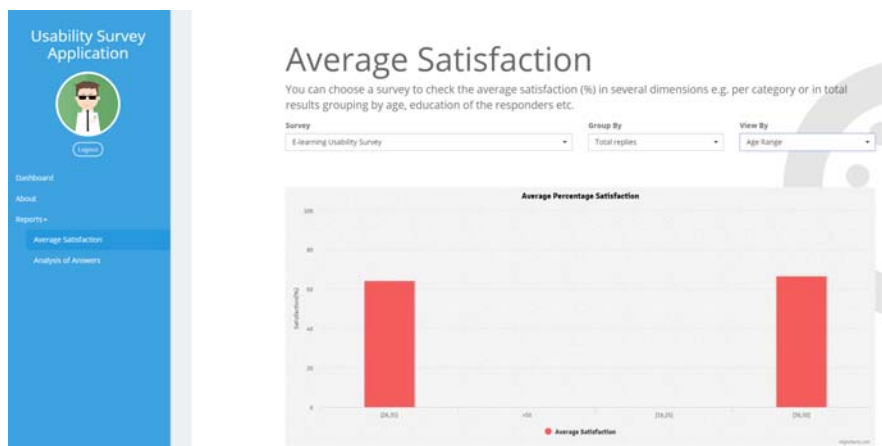 Usability Survey
Application
Logout
Dashboard
About
Reports
Average Satisfaction
Analysis of Answers
Average Satisfaction
You can choose a survey to check the average satisfaction (%) in several dimensions e.g. per category or in total
results grouping by age, education of the responders etc.
Survey
Group By
View By
E-learning Usability Survey
Total replies
Age Range
Average Percentage Satisfaction
100
80
60
40
20
0
Satisfaction(%)
>50
Average Satisfaction